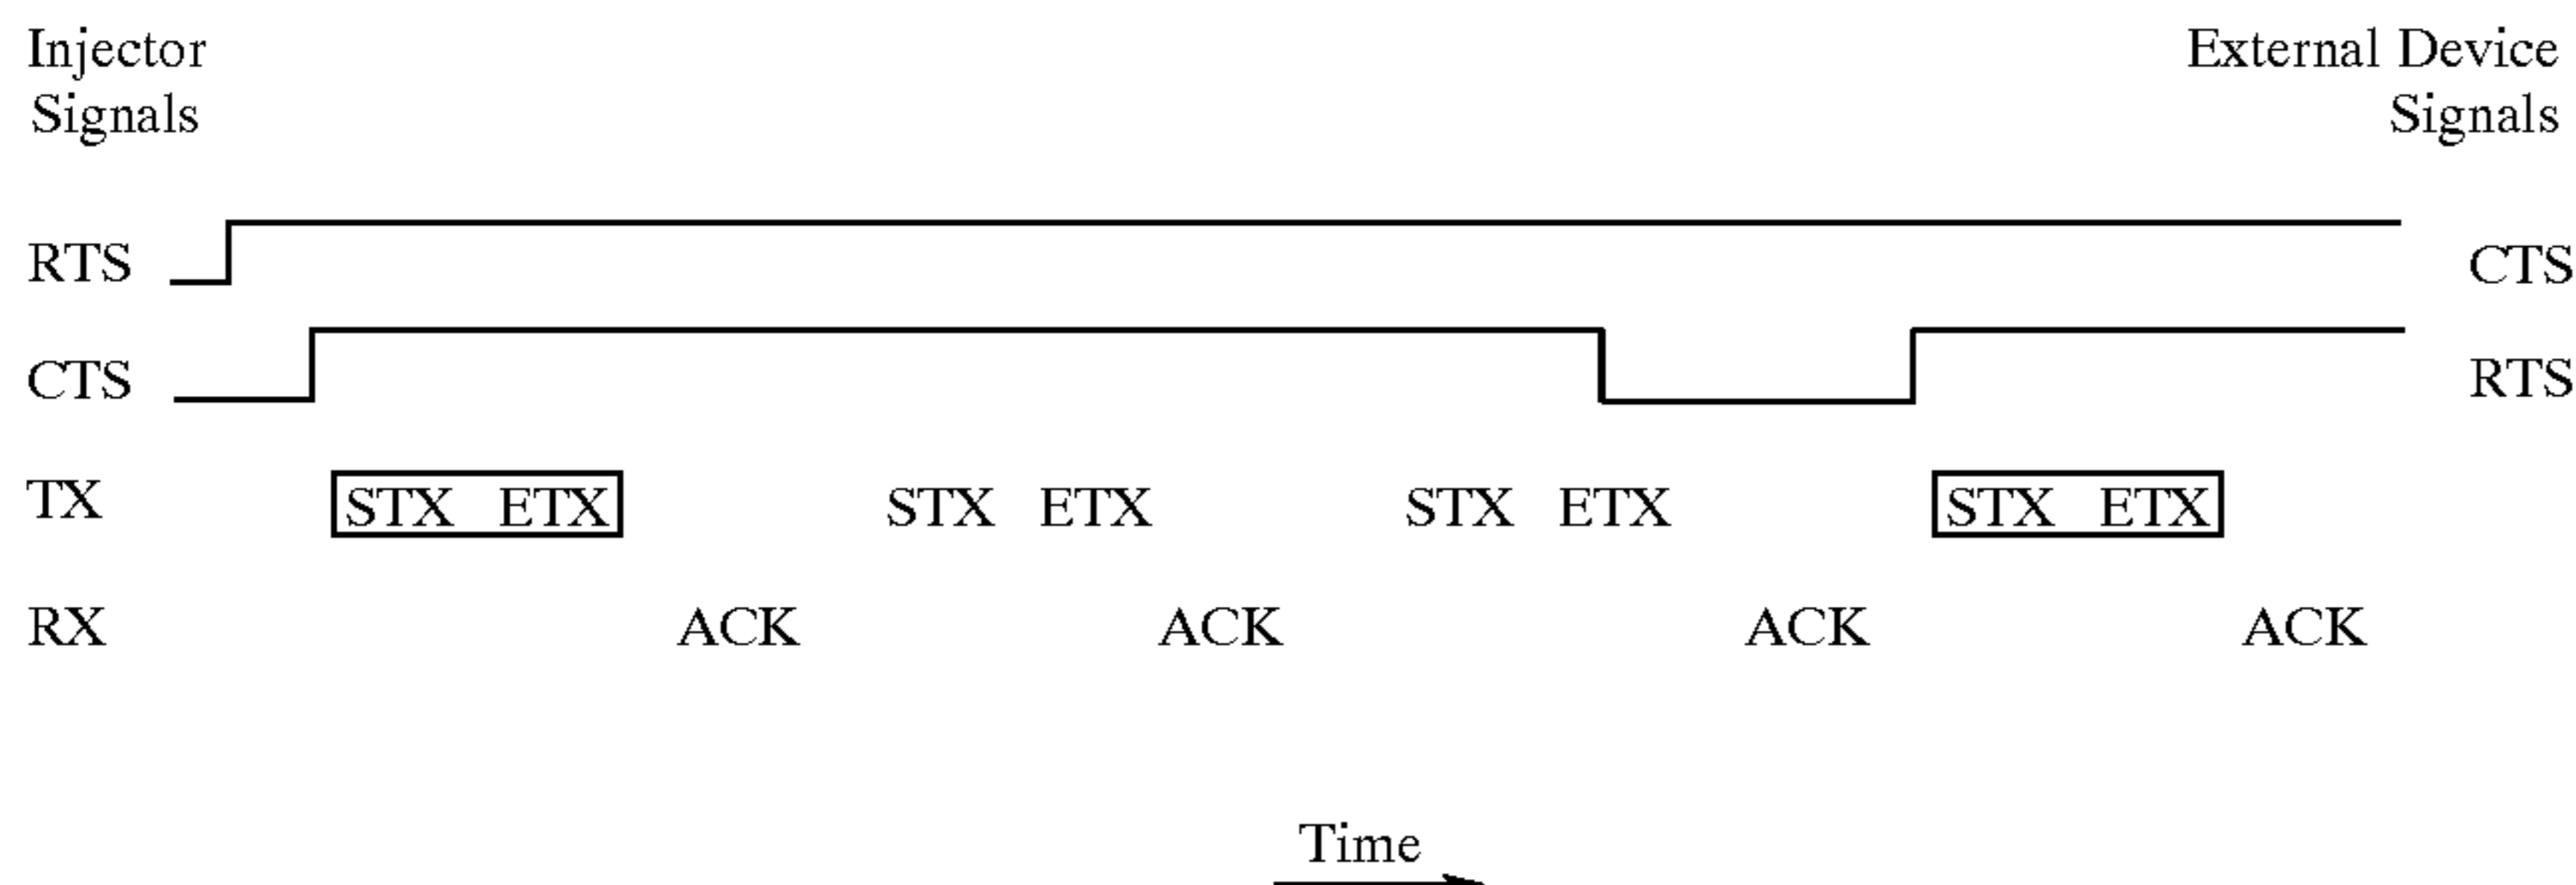 Injector
Signals
External Device
Signals
RTS
CTS
CTS
RTS
TX STX ETX STX ETX STX ETX STX ETX
RX ACK ACK ACK ACK
Time